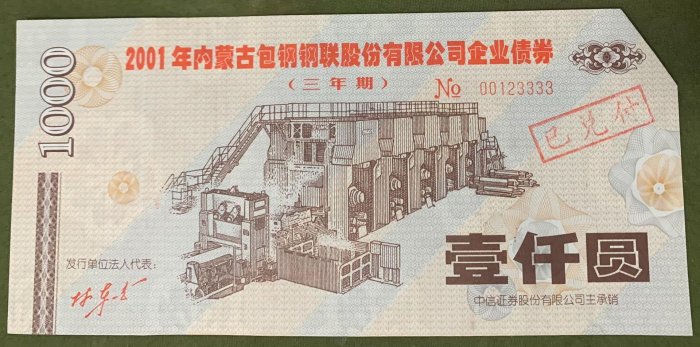 2001年内蒙古包钢钢联股份有限公司企业债券
（三年期）
No 00123333
1000
已兑付
壹仟圆
发行单位法人代表：
中信证券股份有限公司主承销